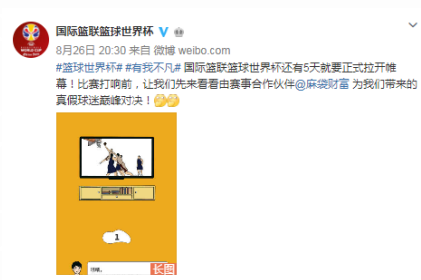 国际篮联篮球世界杯
8月26日 20:30 来自 微博 weibo.com
#篮球世界杯# #有我不凡# 国际篮联篮球世界杯还有5天就要正式拉开帷
幕！比赛打响前，让我们先来看看由赛事合作伙伴@麻袋财富 为我们带来的
真假球迷巅峰对决！
1
长图